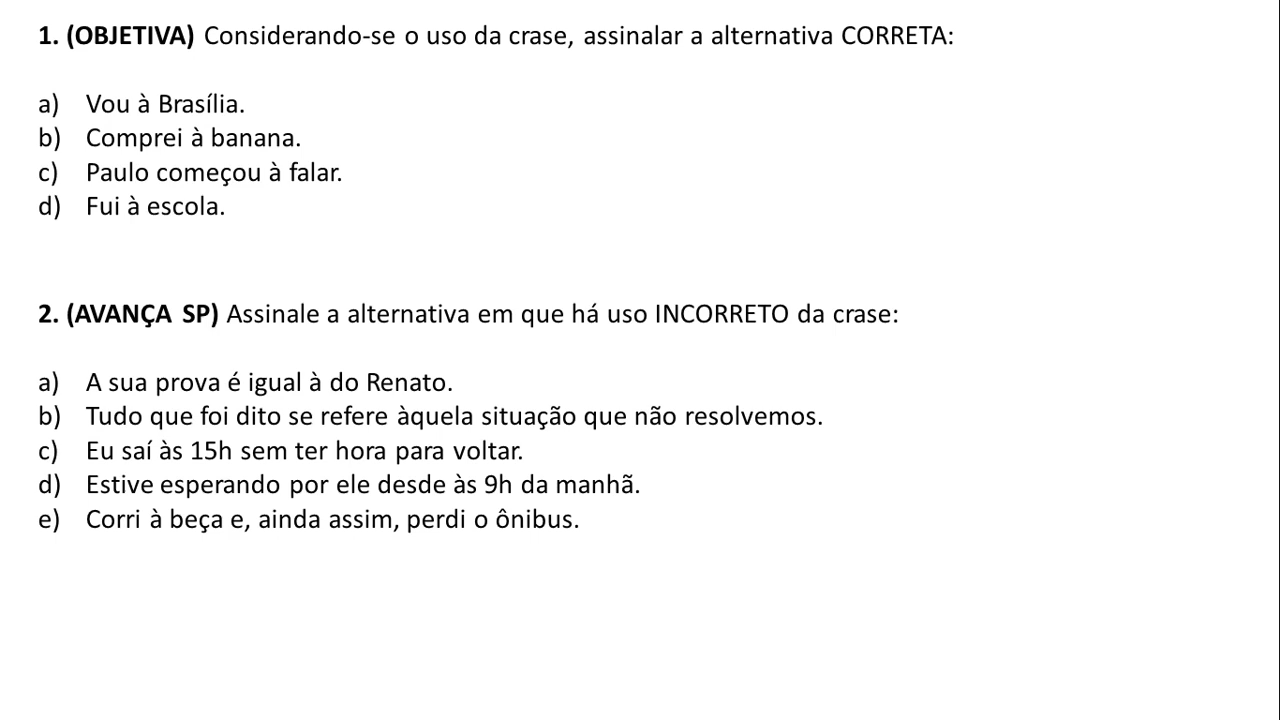 1. (OBJETIVA) Considerando-se o uso da crase, assinalar a alternativa CORRETA:
a) Vou à Brasília.
b) Comprei à banana.
c) Paulo começou à falar.
d) Fui à escola.
2. (AVANÇA SP) Assinale a alternativa em que há uso INCORRETO da crase:
a) A sua prova é igual à do Renato.
b) Tudo que foi dito se refere àquela situação que não resolvemos.
c) Eu saí às 15h sem ter hora para voltar.
d) Estive esperando por ele desde às 9h da manhã.
e) Corri à beça e, ainda assim, perdi o ônibus.